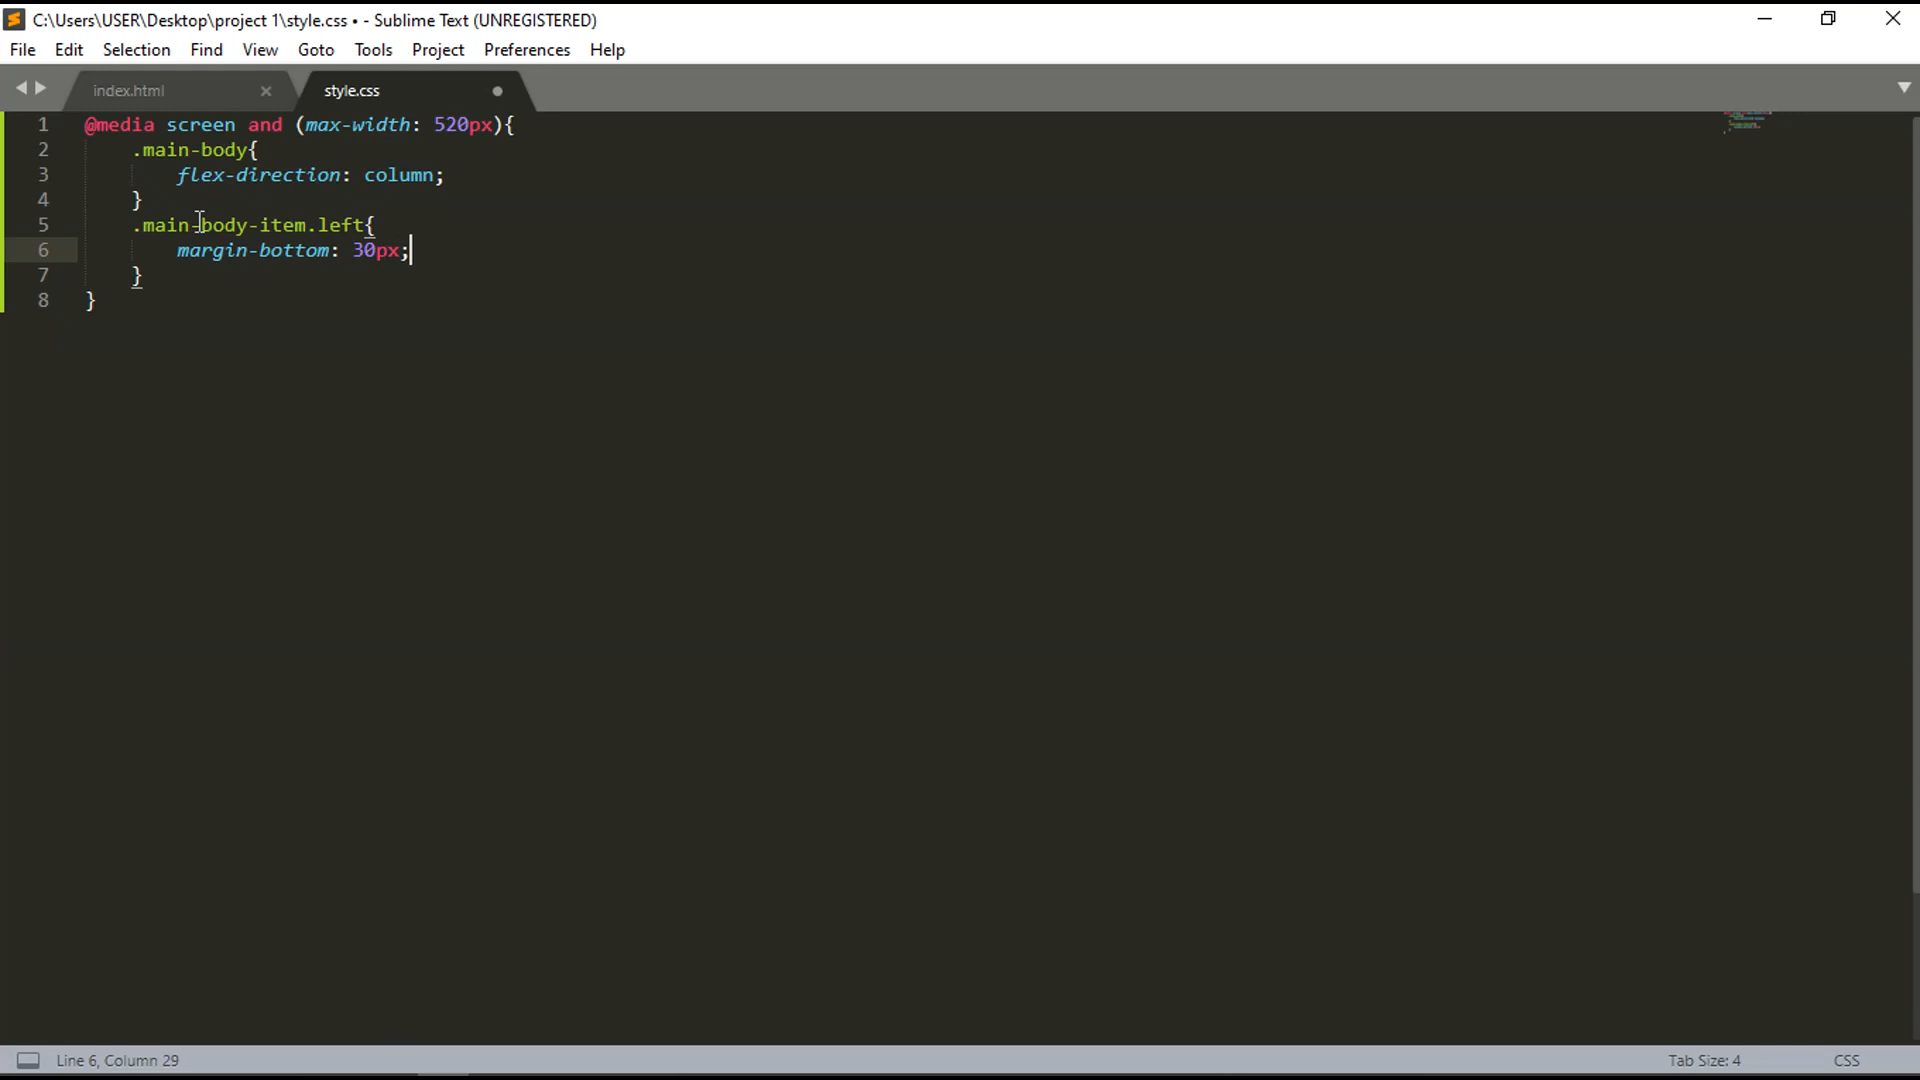 C:\Users\USER\Desktop\project 1\style.css • - Sublime Text (UNREGISTERED)
File Edit Selection Find View Goto Tools Project Preferences Help
index.html style.css
1 @media screen and (max-width: 520px){
2 .main-body{
3 flex-direction: column;
4 }
5 .main-body-item.left{
6 margin-bottom: 30px;
7 }
8 }
Line 6, Column 29 Tab Size: 4 CSS